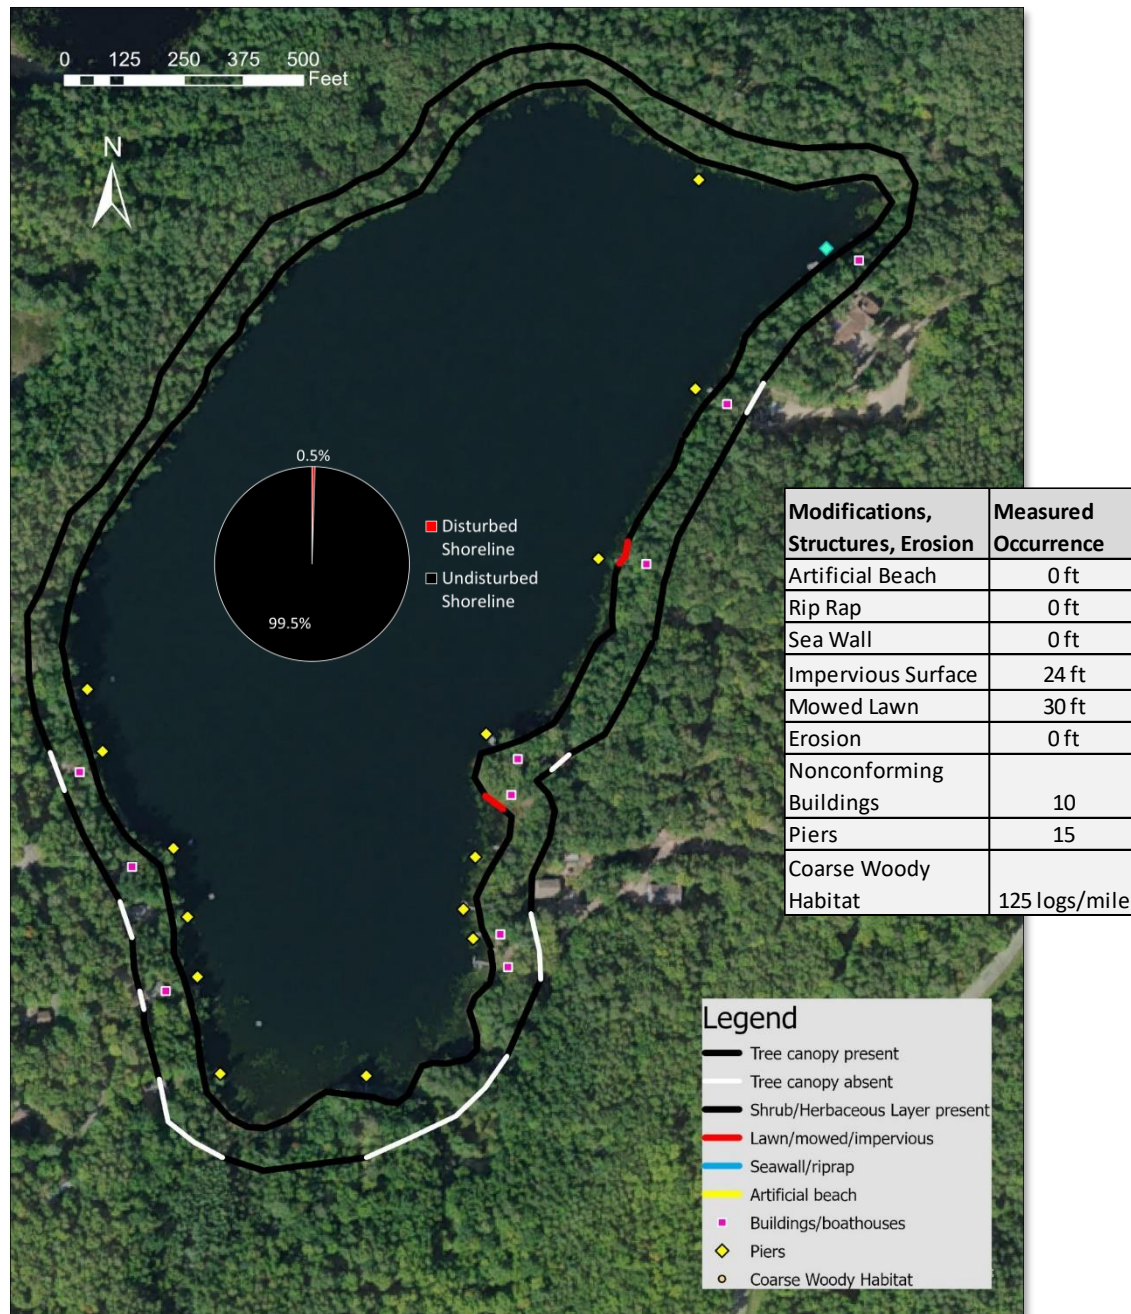 0 125 250 375 500
Feet
N
0.5%
Disturbed
Shoreline
Undisturbed
Shoreline
99.5%
Modifications, Measured
Structures, Erosion Occurrence
Artificial Beach 0 ft
Rip Rap 0 ft
Sea Wall 0 ft
Impervious Surface 24 ft
Mowed Lawn 30 ft
Erosion 0 ft
Nonconforming
Buildings 10
Piers 15
Coarse Woody
Habitat 125 logs/mile
Legend
Tree canopy present
Tree canopy absent
Shrub/Herbaceous Layer present
Lawn/mowed/impervious
Seawall/riprap
Artificial beach
Buildings/boathouses
Piers
Coarse Woody Habitat